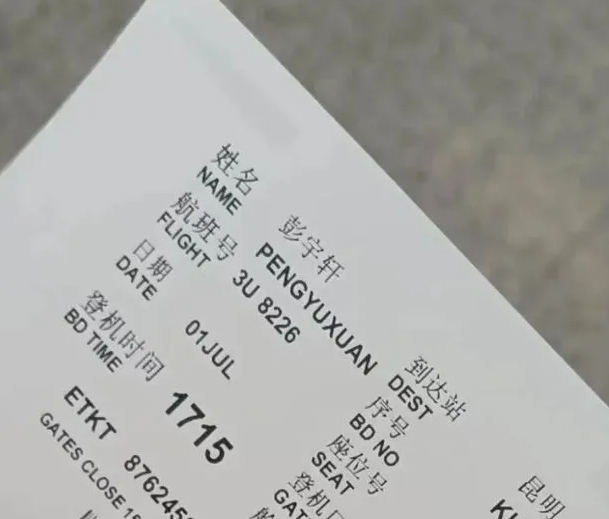 姓名 彭宇轩 到达站 昆明
NAME PENGYUXUAN DEST
航班号 序号
FLIGHT 3U 8226 BD NO
日期 座位号
DATE 01JUL SEAT
登机时间
BD TIME 1715
ETKT
GATES CLOSE